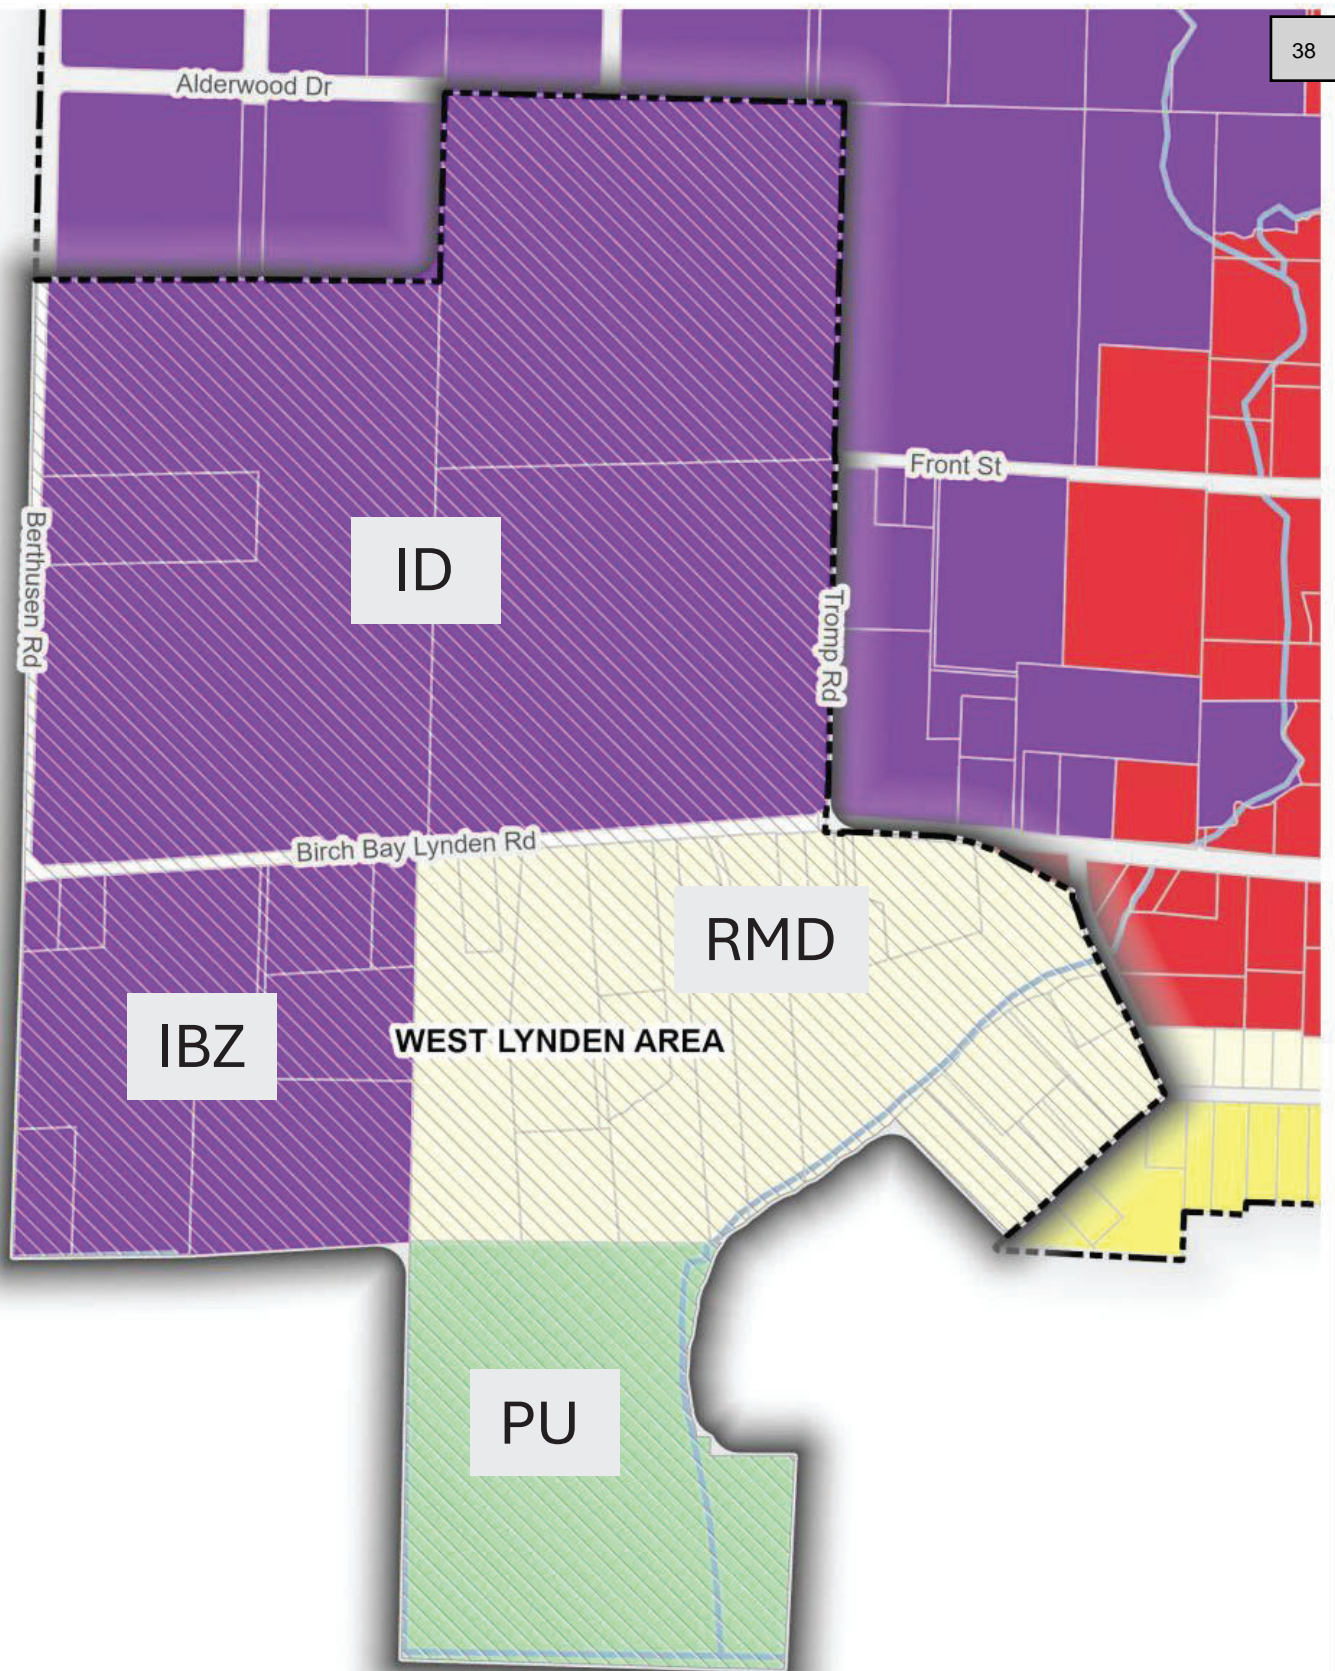 38
Alderwood Dr
Front St
Berthusen Rd
ID
Tromp Rd
Birch Bay Lynden Rd
RMD
IBZ
WEST LYNDEN AREA
PU